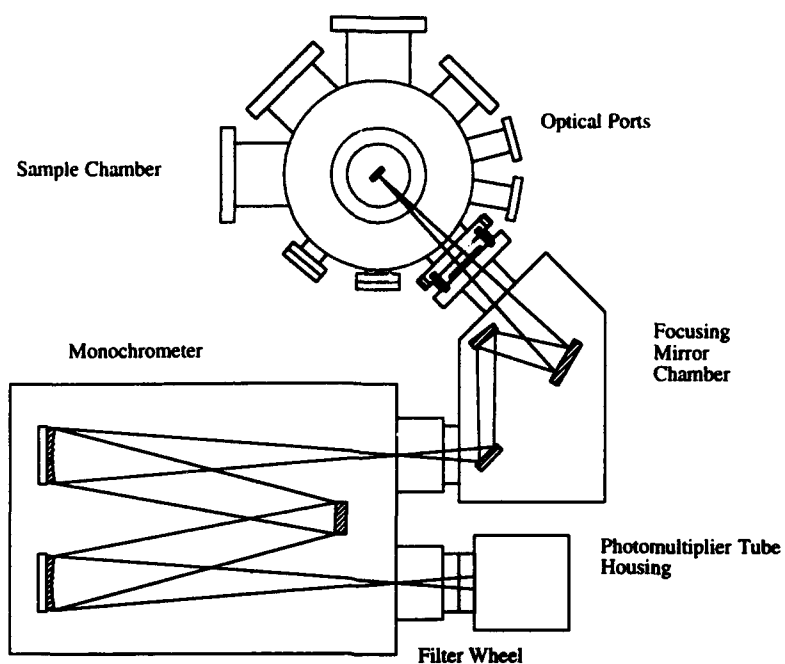 Optical Ports
Sample Chamber
Focusing
Mirror
Chamber
Monochrometer
Photomultiplier Tube
Housing
Filter Wheel